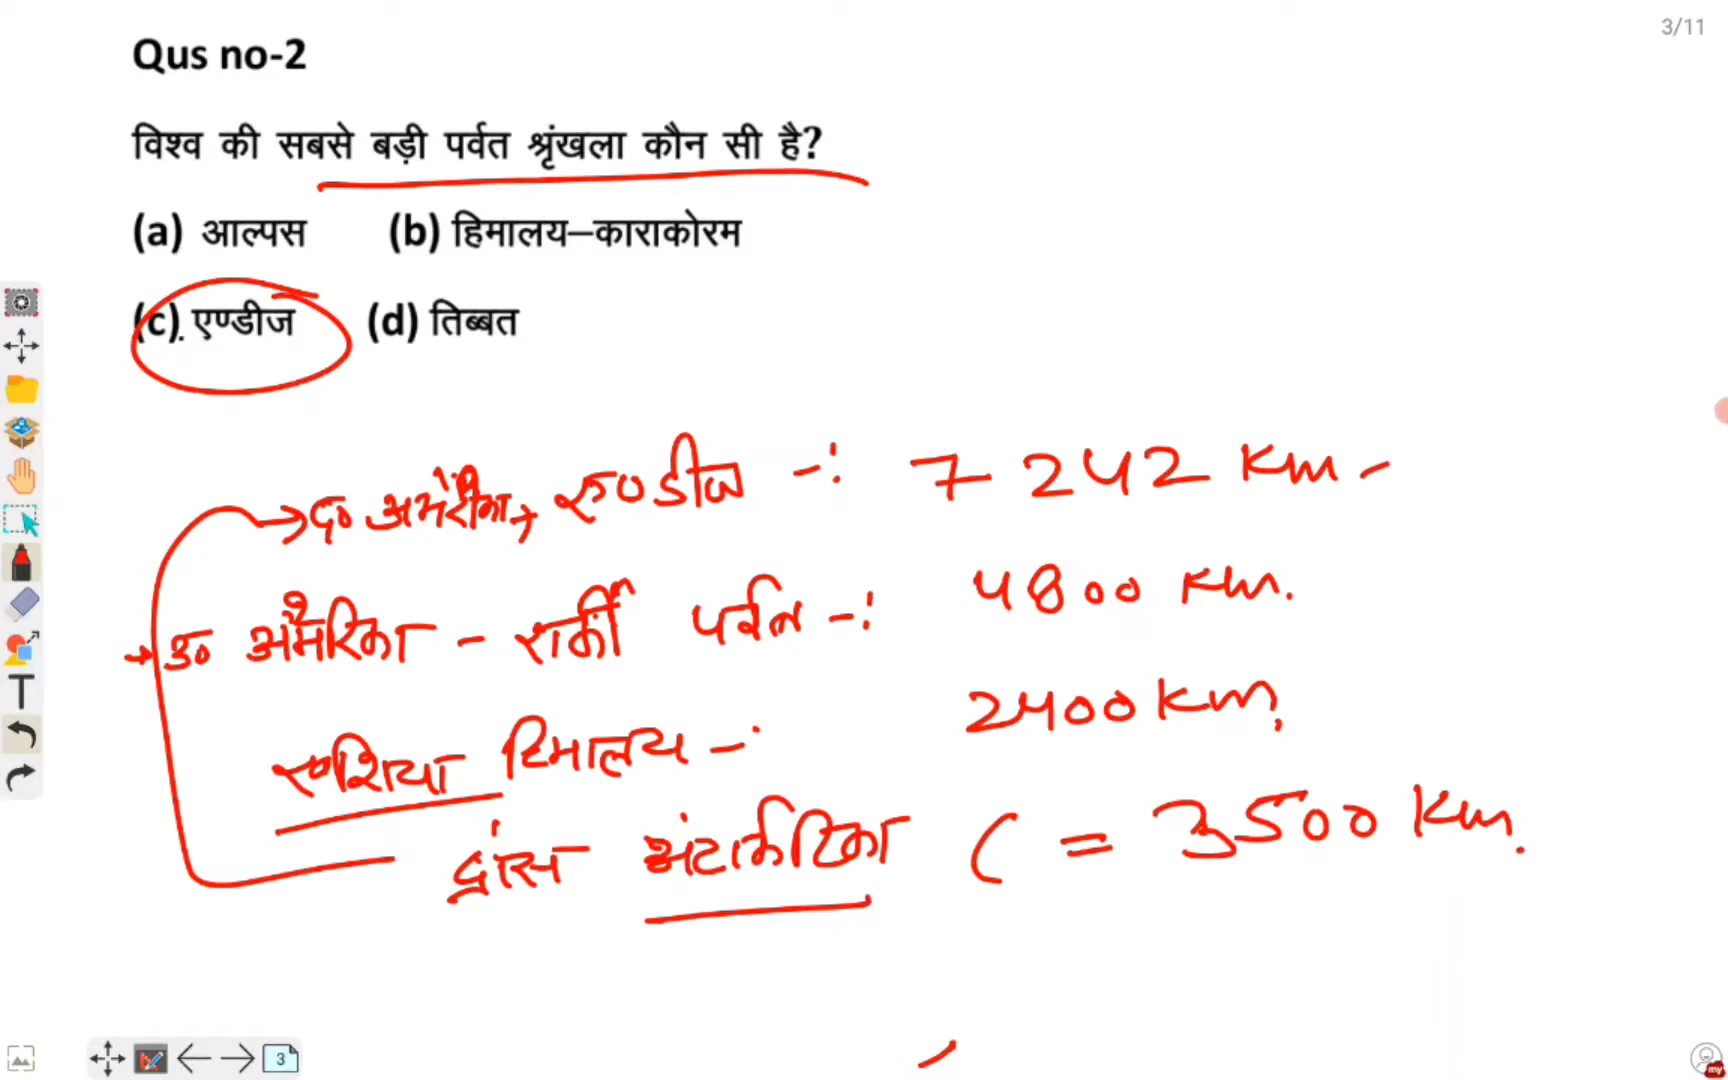 3/11
Qus no-2
विश्व की सबसे बड़ी पर्वत श्रृंखला कौन सी है?
(a) आल्पस (b) हिमालय–काराकोरम
(c) एण्डीज (d) तिब्बत
→ द० अमेरीका, एण्डीज -: 7242 Km -
→ उ० अमेरिका - रॉकी पर्वत -: 4800 Km.
एशिया हिमालय -: 2400 Km,
ट्रांस अंटार्कटिका ( = 3500 Km.
T
3
my